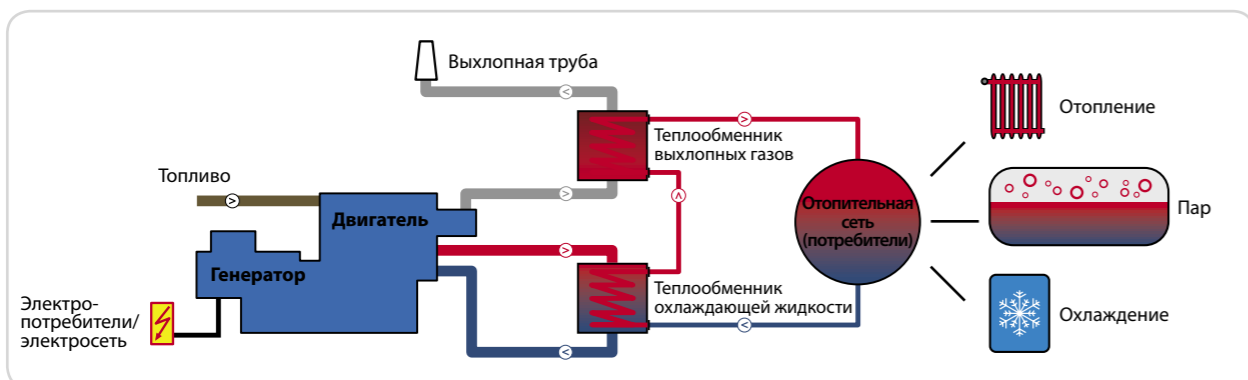 Выхлопная труба
Отопление
Теплообменник
выхлопных газов
Топливо
Двигатель
Отопительная
сеть
(потребители)
Пар
Генератор
Теплообменник
охлаждающей жидкости
Электро-
потребители/
электросеть
Охлаждение